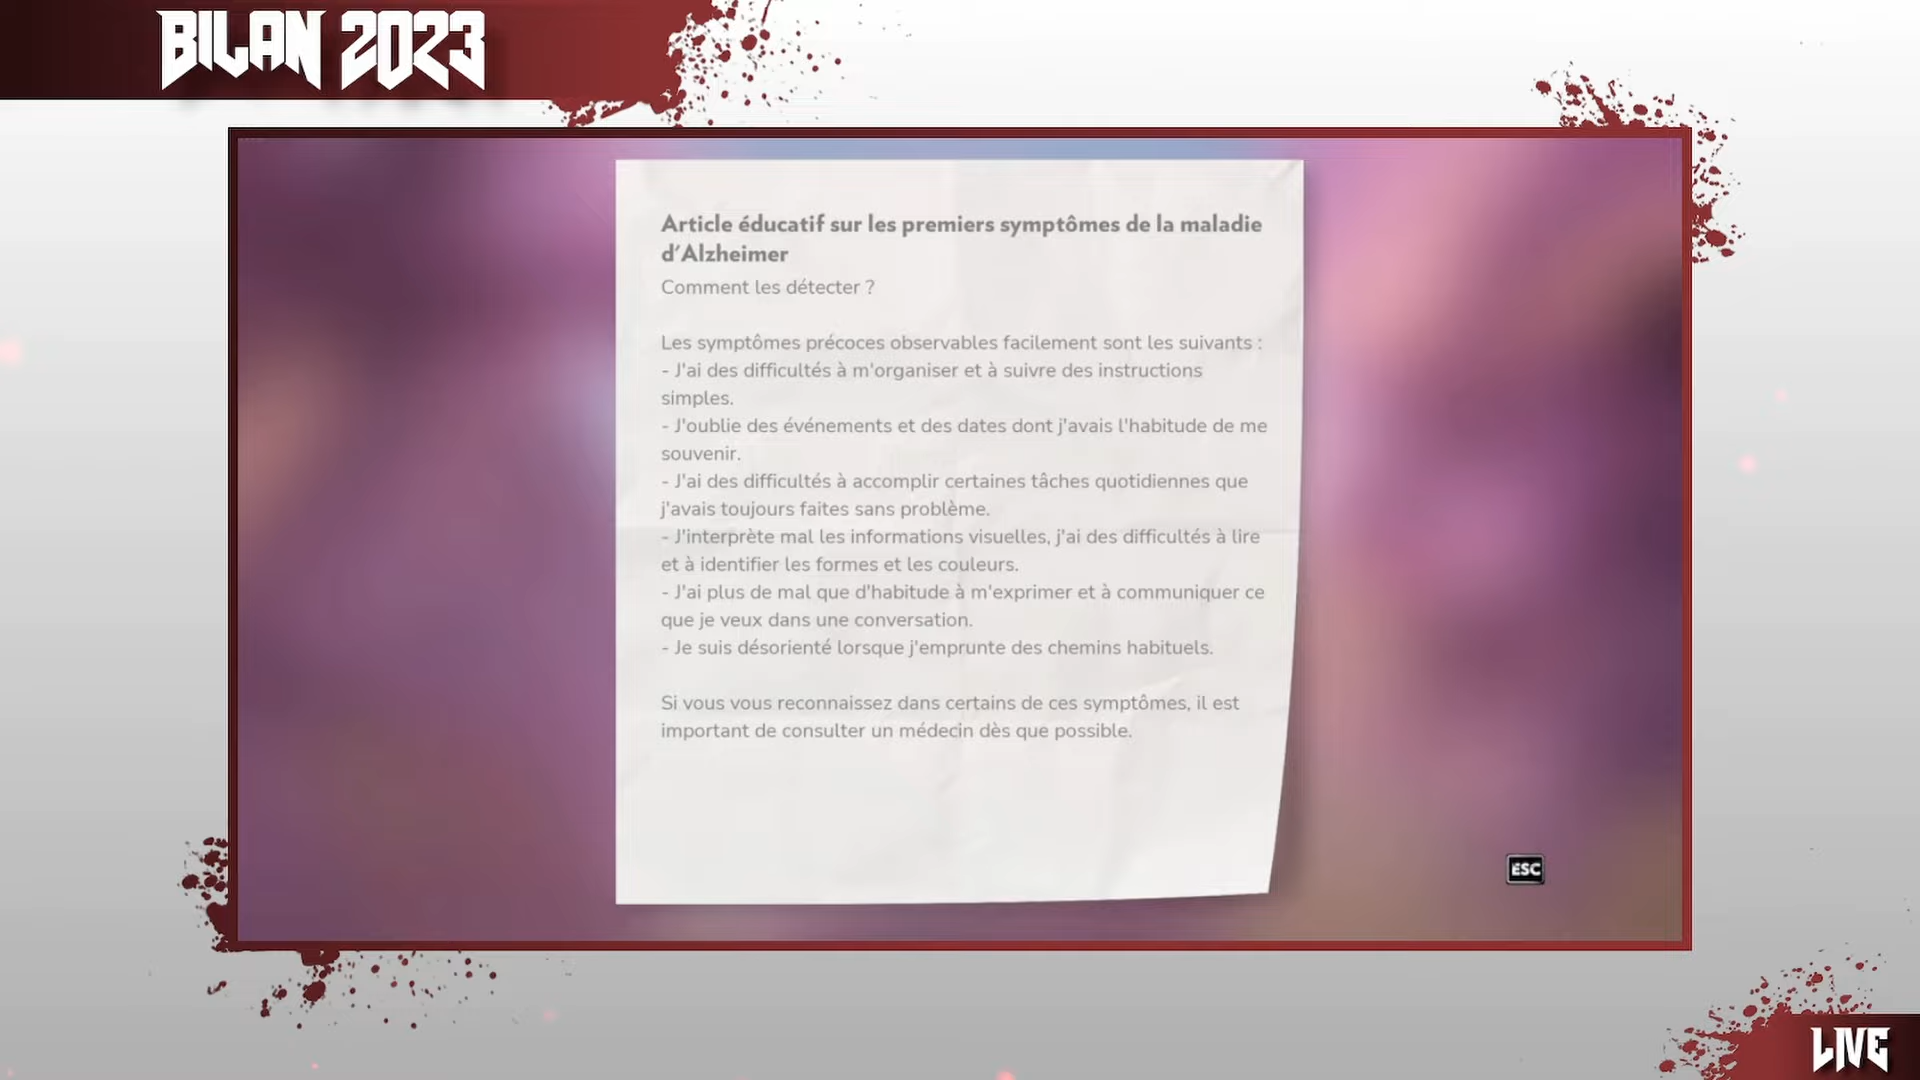 BILAN 2023
Article éducatif sur les premiers symptômes de la maladie
d’Alzheimer
Comment les détecter ?
Les symptômes précoces observables facilement sont les suivants :
- J'ai des difficultés à m'organiser et à suivre des instructions
simples.
- J'oublie des événements et des dates dont j'avais l'habitude de me
souvenir.
- J'ai des difficultés à accomplir certaines tâches quotidiennes que
j'avais toujours faites sans problème.
- J'interprète mal les informations visuelles, j'ai des difficultés à lire
et à identifier les formes et les couleurs.
- J'ai plus de mal que d'habitude à m'exprimer et à communiquer ce
que je veux dans une conversation.
- Je suis désorienté lorsque j'emprunte des chemins habituels.
Si vous vous reconnaissez dans certains de ces symptômes, il est
important de consulter un médecin dès que possible.
ESC
LIVE